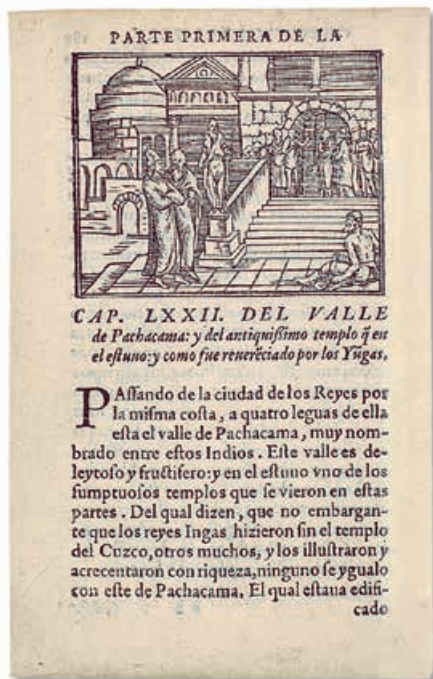 PARTE PRIMERA DE LA
CAP. LXXII. DEL VALLE
de Pachacama: y del antiquißimo templo q̃ en
el estuuo: y como fue reuerẽciado por los Yũgas.
PAſſando de la ciudad de los Reyes por
la miſma coſta, a quatro leguas de ella
eſta el valle de Pachacama, muy nom-
brado entre eſtos Indios. Eſte valle es de-
leytoſo y fructifero: y en el eſtuuo vno de los
ſumptuoſos templos que ſe vieron en eſtas
partes. Del qual dizen, que no embargan-
te que los reyes Ingas hizieron ſin el templo
del Cuzco, otros muchos, y los illuſtraron y
acrecentaron con riqueza, ninguno ſe ygualo
con eſte de Pachacama. El qual eſtaua edifi-
cado